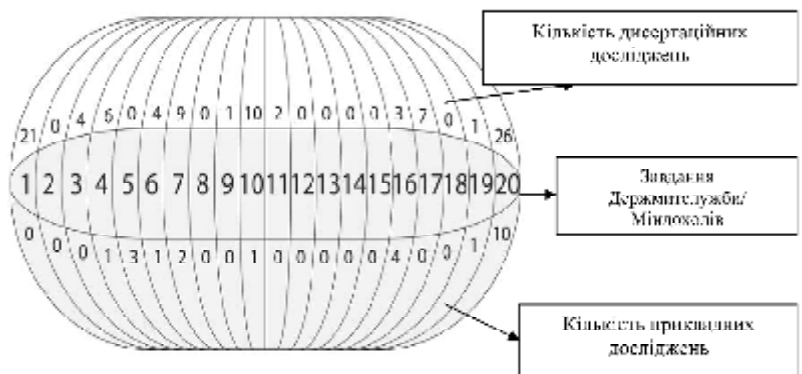 Кількість дисертаційних
досліджень
21 0 4 6 0 4 9 0 1 10 2 0 0 0 0 3 7 0 1 26
1 2 3 4 5 6 7 8 9 10 11 12 13 14 15 16 17 18 19 20
Завдання
Держмитслужби/
Міндоходів
0 0 0 1 3 1 2 0 0 1 0 0 0 0 0 4 0 0 1 10
Кількість прикладних
досліджень